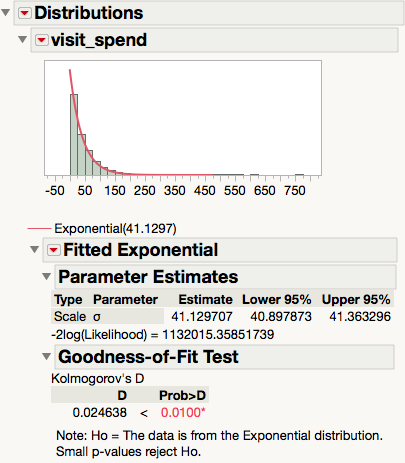 Distributions
visit_spend
-50 50 150 250 350 450 550 650 750
Exponential(41.1297)
Fitted Exponential
Parameter Estimates
Type Parameter Estimate Lower 95% Upper 95%
Scale σ 41.129707 40.897873 41.363296
-2log(Likelihood) = 1132015.35851739
Goodness-of-Fit Test
Kolmogorov's D
D Prob>D
0.024638 < 0.0100*
Note: Ho = The data is from the Exponential distribution.
Small p-values reject Ho.